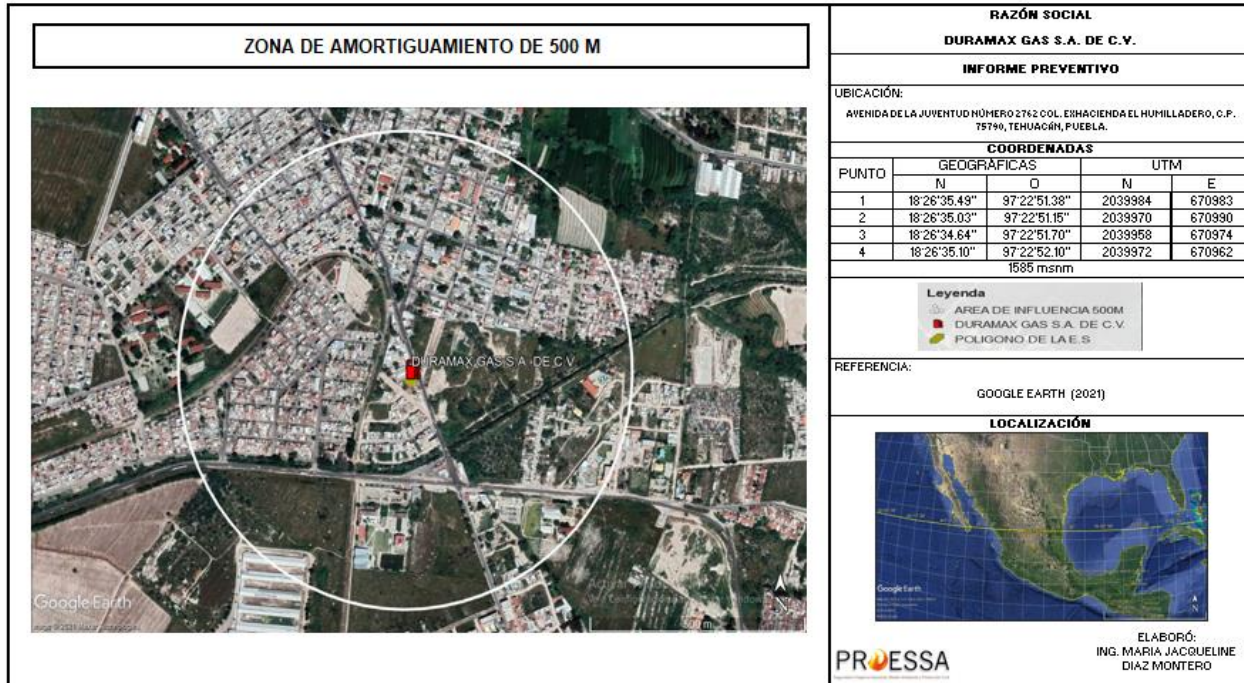 ZONA DE AMORTIGUAMIENTO DE 500 M
DURAMAX GAS S.A. DE C.V.
Google Earth
500 m
N
RAZÓN SOCIAL
DURAMAX GAS S.A. DE C.V.
INFORME PREVENTIVO
UBICACIÓN:
AVENIDA DE LA JUVENTUD NÚMERO 2762 COL. EXHACIENDA EL HUMILLADERO, C.P.
75790, TEHUACÁN, PUEBLA.
COORDENADAS
PUNTO GEOGRÁFICAS UTM
N O N E
1 18°26'35.49" 97°22'51.38" 2039984 670983
2 18°26'35.03" 97°22'51.15" 2039970 670990
3 18°26'34.64" 97°22'51.70" 2039958 670974
4 18°26'35.10" 97°22'52.10" 2039972 670962
1585 msnm
Leyenda
AREA DE INFLUENCIA 500M
DURAMAX GAS S.A. DE C.V.
POLIGONO DE LA E.S
REFERENCIA:
GOOGLE EARTH (2021)
LOCALIZACIÓN
Google Earth
N
PROESSA
ELABORÓ:
ING. MARIA JACQUELINE
DIAZ MONTERO